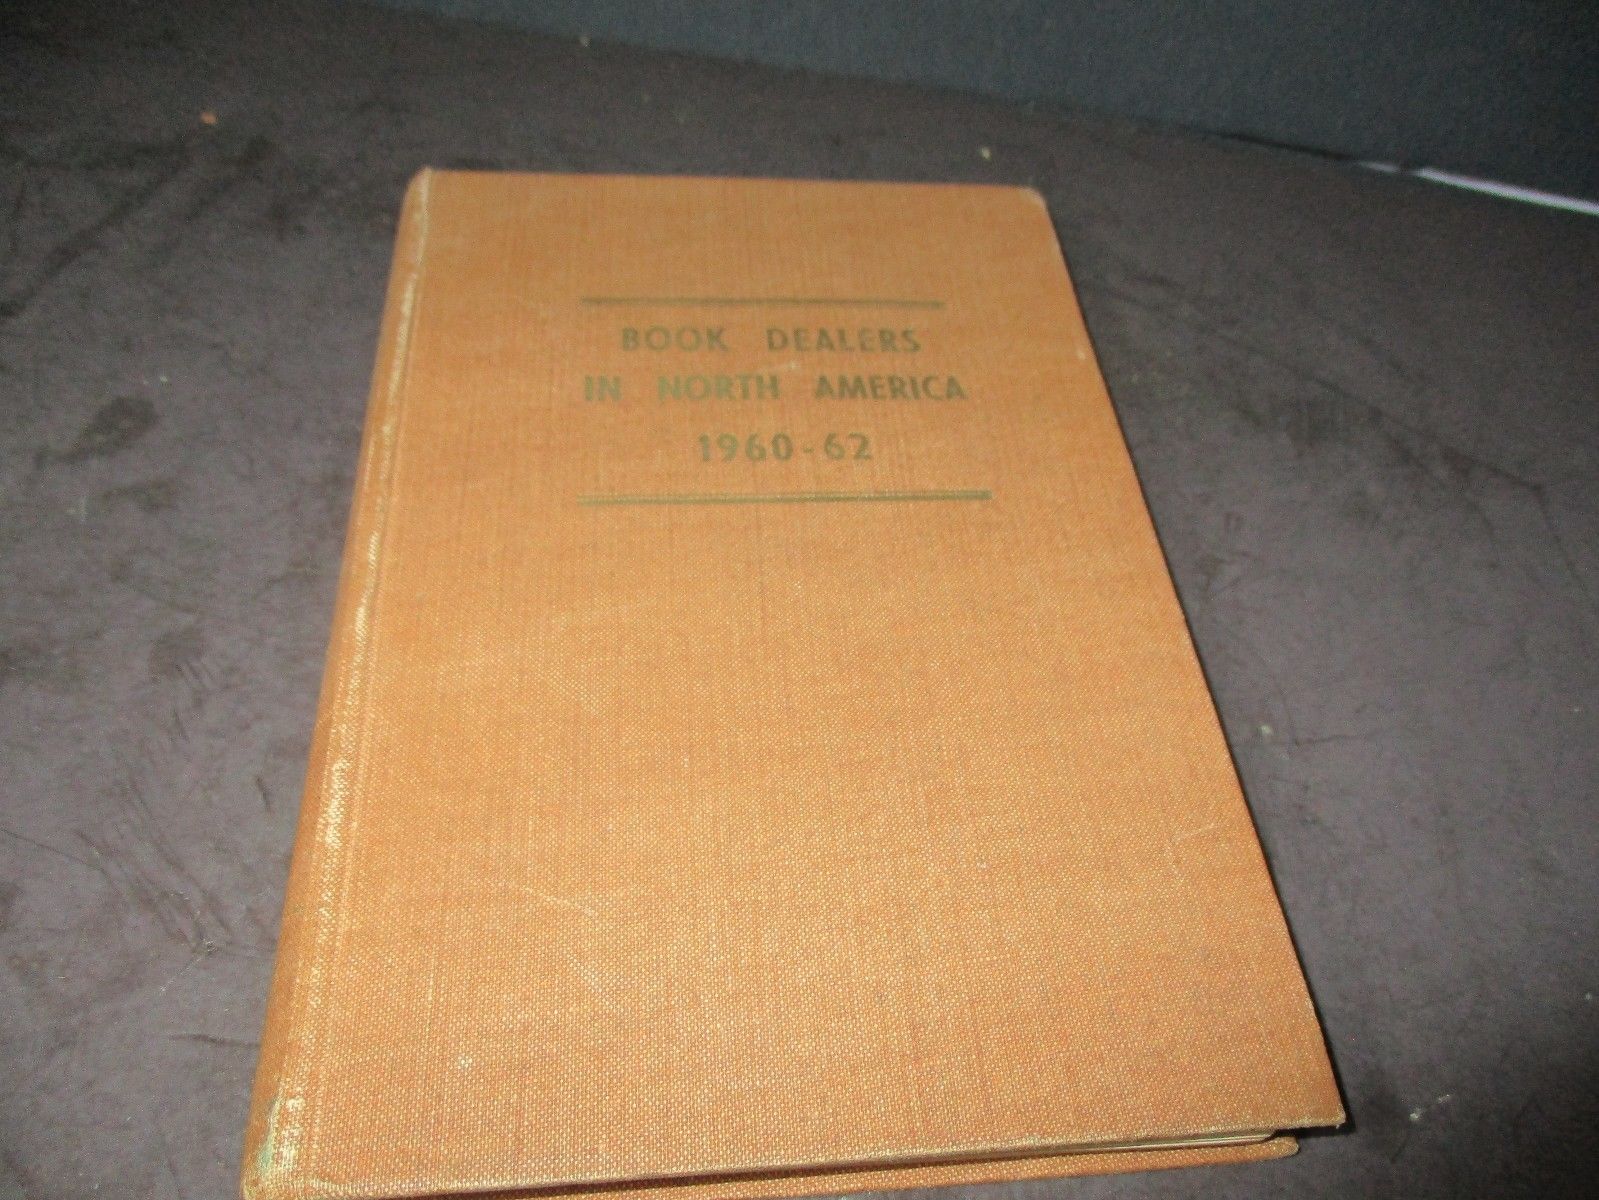 BOOK DEALERS
IN NORTH AMERICA
1960-62